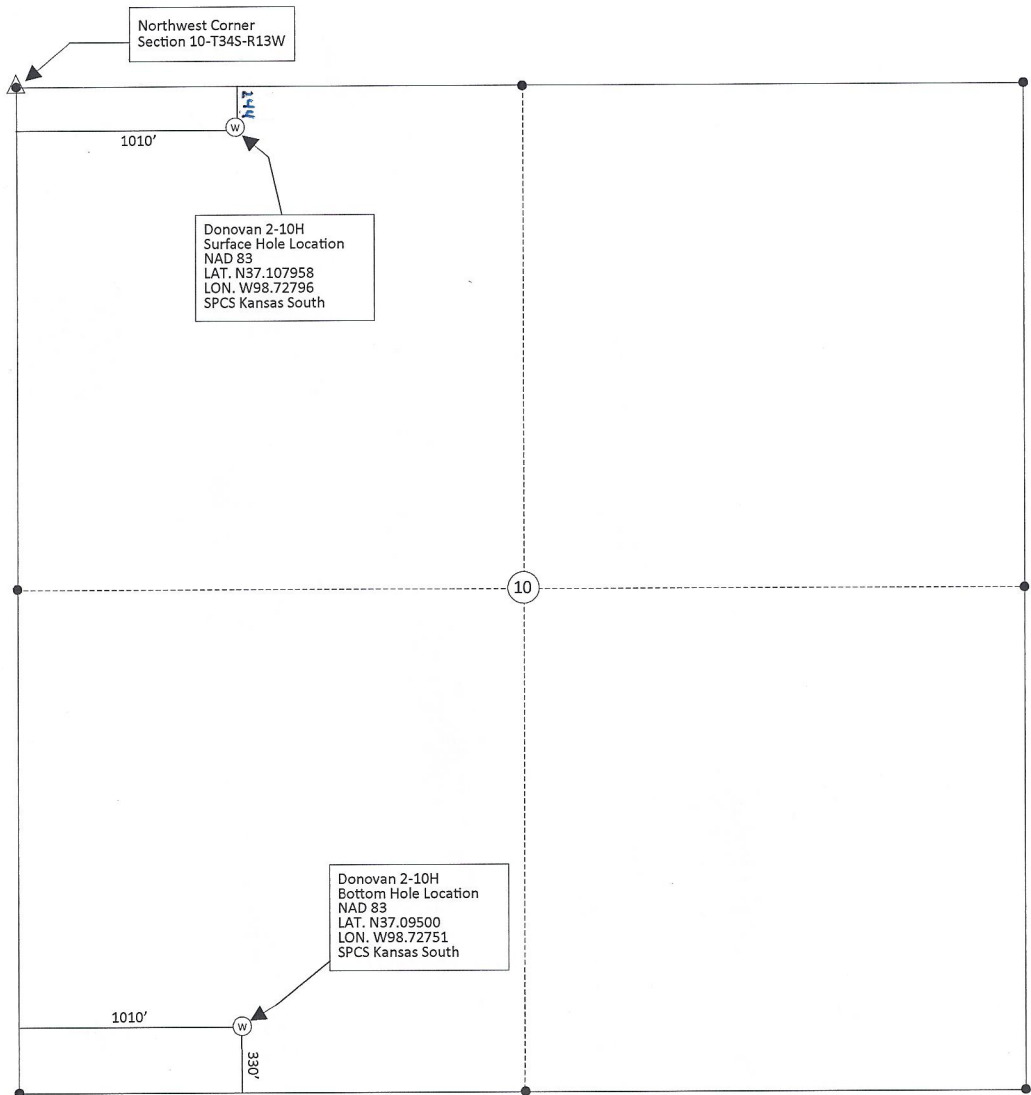 Northwest Corner
Section 10-T34S-R13W
244
W
1010'
Donovan 2-10H
Surface Hole Location
NAD 83
LAT. N37.107958
LON. W98.72796
SPCS Kansas South
10
Donovan 2-10H
Bottom Hole Location
NAD 83
LAT. N37.09500
LON. W98.72751
SPCS Kansas South
1010'
W
330'